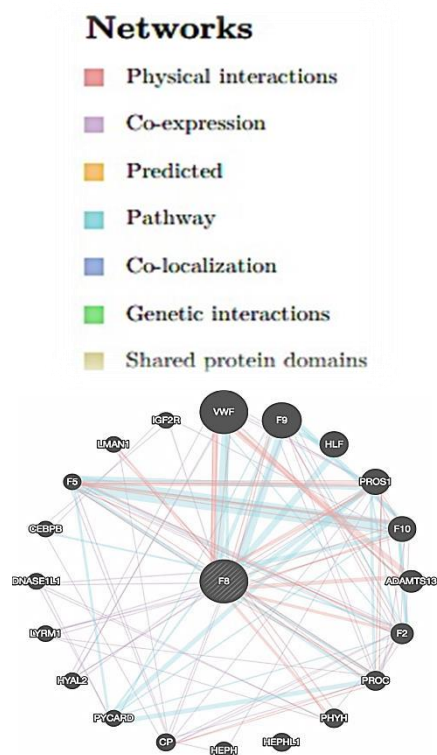 Networks
Physical interactions
Co-expression
Predicted
Pathway
Co-localization
Genetic interactions
Shared protein domains
VWF
F9
IGF2R
HLF
LMAN1
F5
PROS1
CEBPB
F10
DNASE1L1
F8
ADAMTS13
LYRM1
F2
HYAL2
PROC
PYCARD
PHYH
CP
HEPH
HEPHL1